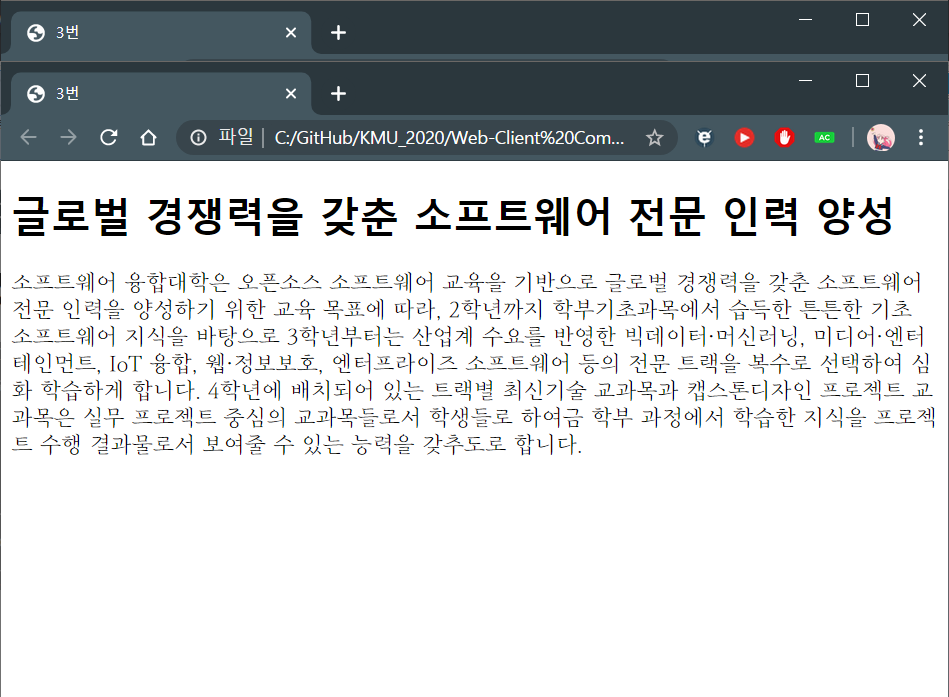 3번
3번
파일 C:/GitHub/KMU_2020/Web-Client%20Com...
AC
글로벌 경쟁력을 갖춘 소프트웨어 전문 인력 양성
소프트웨어 융합대학은 오픈소스 소프트웨어 교육을 기반으로 글로벌 경쟁력을 갖춘 소프트웨어
전문 인력을 양성하기 위한 교육 목표에 따라, 2학년까지 학부기초과목에서 습득한 튼튼한 기초
소프트웨어 지식을 바탕으로 3학년부터는 산업계 수요를 반영한 빅데이터·머신러닝, 미디어·엔터
테인먼트, IoT 융합, 웹·정보보호, 엔터프라이즈 소프트웨어 등의 전문 트랙을 복수로 선택하여 심
화 학습하게 합니다. 4학년에 배치되어 있는 트랙별 최신기술 교과목과 캡스톤디자인 프로젝트 교
과목은 실무 프로젝트 중심의 교과목들로서 학생들로 하여금 학부 과정에서 학습한 지식을 프로젝
트 수행 결과물로서 보여줄 수 있는 능력을 갖추도로 합니다.